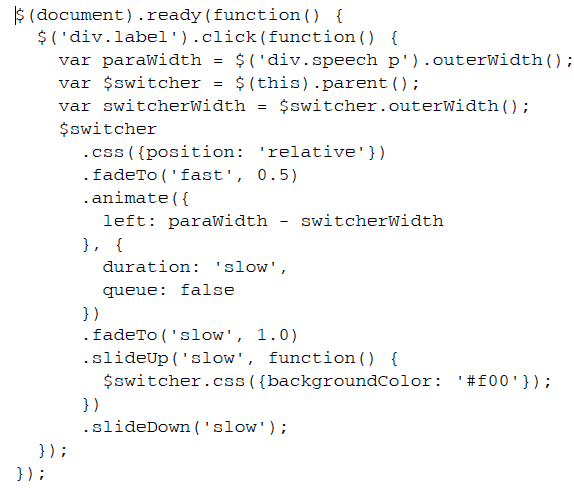 $(document).ready(function() {
  $('div.label').click(function() {
    var paraWidth = $('div.speech p').outerWidth();
    var $switcher = $(this).parent();
    var switcherWidth = $switcher.outerWidth();
    $switcher
      .css({position: 'relative'})
      .fadeTo('fast', 0.5)
      .animate({
        left: paraWidth - switcherWidth
      }, {
        duration: 'slow',
        queue: false
      })
      .fadeTo('slow', 1.0)
      .slideUp('slow', function() {
        $switcher.css({backgroundColor: '#f00'});
      })
      .slideDown('slow');
  });
});